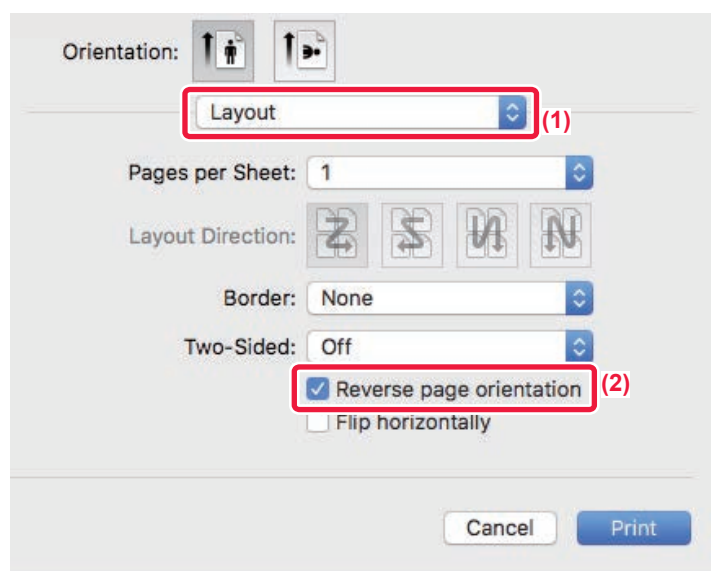 Orientation:
Layout
(1)
Pages per Sheet: 1
Layout Direction:
Border: None
Two-Sided: Off
Reverse page orientation
(2)
Flip horizontally
Cancel Print